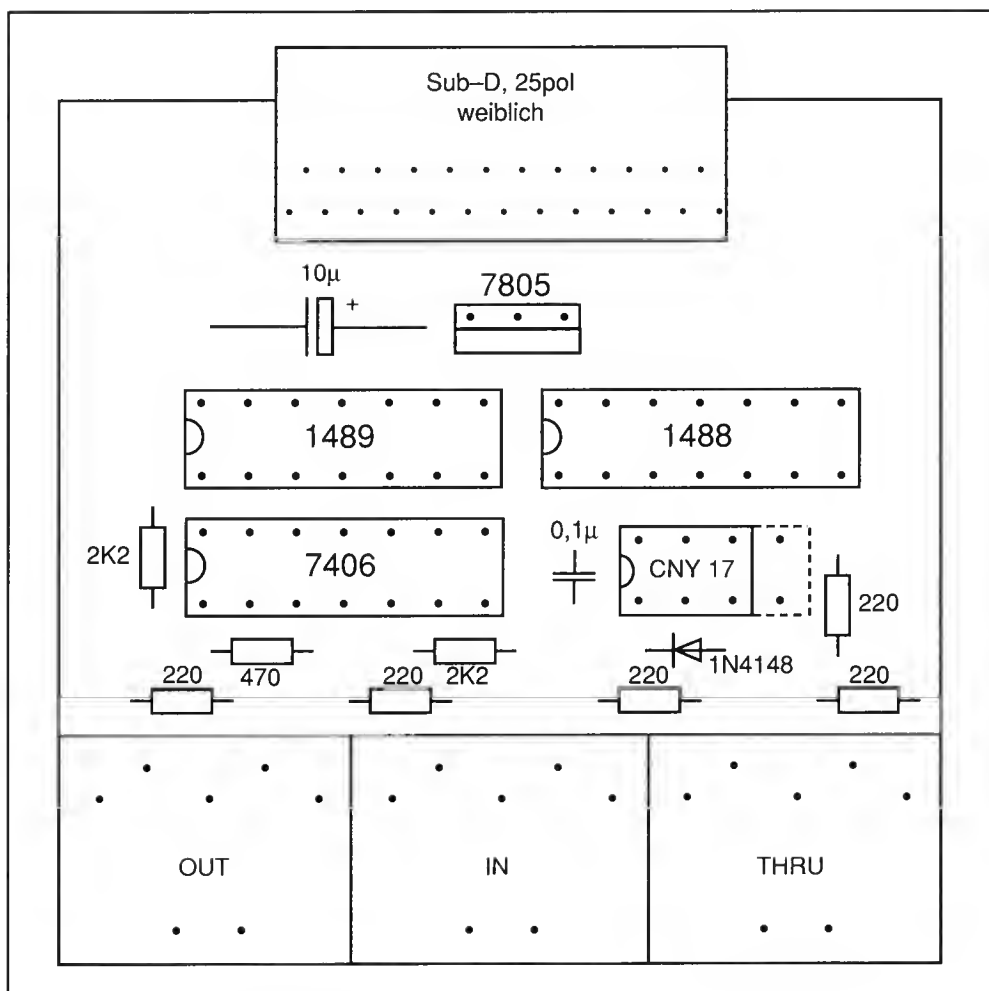 Sub–D, 25pol
weiblich
10µ
+
7805
1489
1488
2K2
7406
0,1µ
CNY 17
220
470
2K2
1N4148
220
220
220
220
OUT
IN
THRU